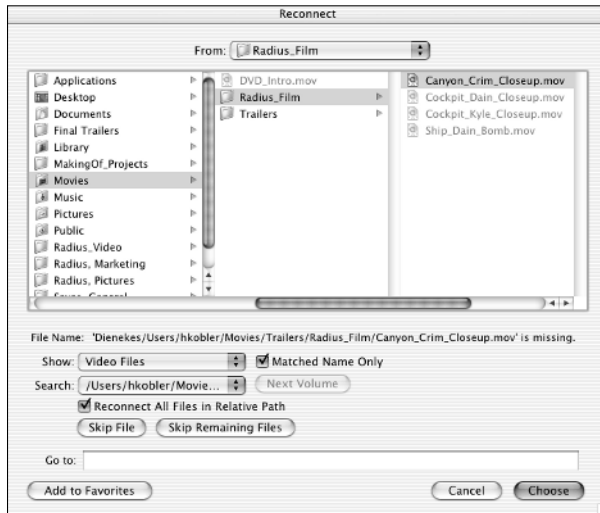 Reconnect
From: Radius_Film
Applications
Desktop
Documents
Final Trailers
Library
MakingOf_Projects
Movies
Music
Pictures
Public
Radius_Video
Radius, Marketing
Radius, Pictures
DVD_Intro.mov
Radius_Film
Trailers
Canyon_Crim_Closeup.mov
Cockpit_Dain_Closeup.mov
Cockpit_Kyle_Closeup.mov
Ship_Dain_Bomb.mov
File Name: 'Dienekes/Users/hkobler/Movies/Trailers/Radius_Film/Canyon_Crim_Closeup.mov' is missing.
Show: Video Files Matched Name Only
Search: /Users/hkobler/Movie... Next Volume
Reconnect All Files in Relative Path
Skip File Skip Remaining Files
Go to:
Add to Favorites Cancel Choose